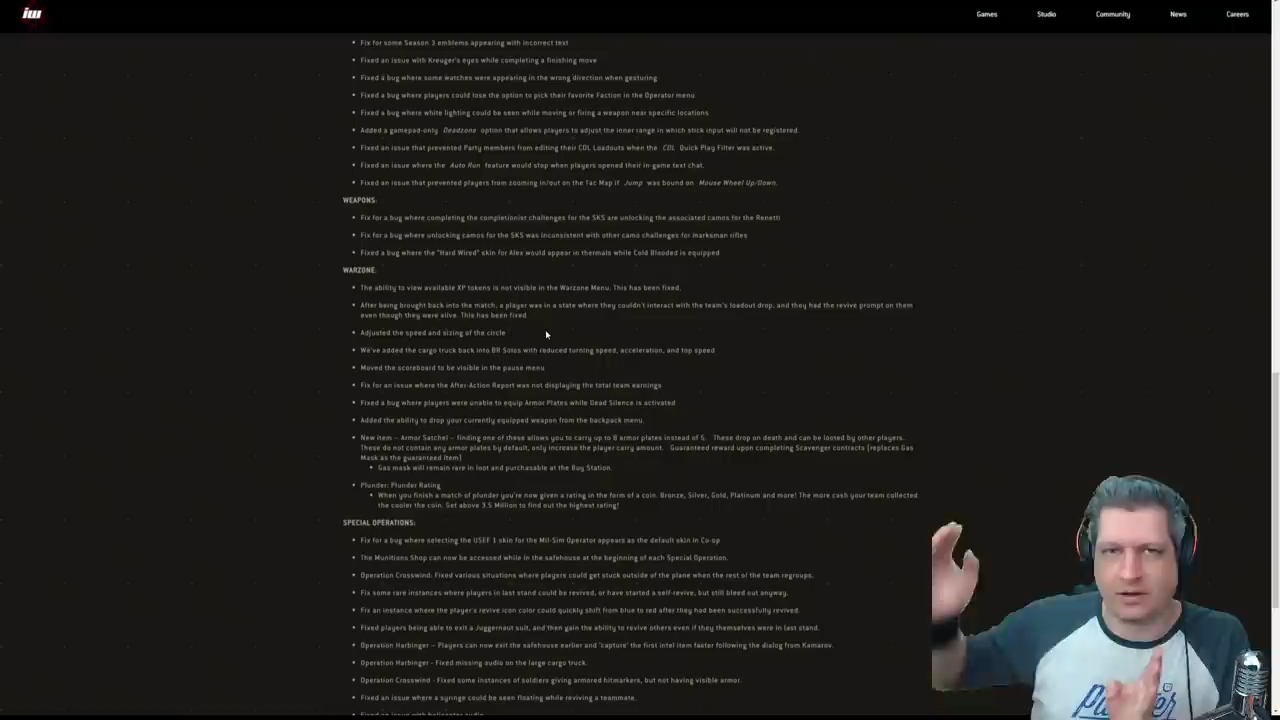 iw
Games
Studio
Community
News
Careers
Fix for some Season 3 emblems appearing with incorrect text
Fixed an issue with Kreuger's eyes while completing a finishing move
Fixed a bug where some watches were appearing in the wrong direction when gesturing
Fixed a bug where players could lose the option to pick their favorite Faction in the Operator menu
Fixed a bug where white lighting could be seen while moving or firing a weapon near specific locations
Added a gamepad-only Deadzone option that allows players to adjust the inner range in which stick input will not be registered.
Fixed an issue that prevented Party members from editing their CDL Loadouts when the CDL Quick Play Filter was active.
Fixed an issue where the Auto Run feature would stop when players opened their in-game text chat.
Fixed an issue that prevented players from zooming in/out on the Tac Map if Jump was bound on Mouse Wheel Up/Down.
WEAPONS:
Fix for a bug where completing the completionist challenges for the SKS are unlocking the associated camos for the Renetti
Fix for a bug where unlocking camos for the SKS was inconsistent with other camo challenges for marksman rifles
Fixed a bug where the "Hard Wired" skin for Alex would appear in thermals while Cold Blooded is equipped
WARZONE:
The ability to view available XP tokens is not visible in the Warzone Menu. This has been fixed.
After being brought back into the match, a player was in a state where they couldn't interact with the team's loadout drop, and they had the revive prompt on them
even though they were alive. This has been fixed
Adjusted the speed and sizing of the circle
We've added the cargo truck back into BR Solos with reduced turning speed, acceleration, and top speed
Moved the scoreboard to be visible in the pause menu
Fix for an issue where the After-Action Report was not displaying the total team earnings
Fixed a bug where players were unable to equip Armor Plates while Dead Silence is activated
Added the ability to drop your currently equipped weapon from the backpack menu.
New item – Armor Satchel – finding one of these allows you to carry up to 8 armor plates instead of 5. These drop on death and can be looted by other players.
These do not contain any armor plates by default, only increase the player carry amount. Guaranteed reward upon completing Scavenger contracts (replaces Gas
Mask as the guaranteed item)
Gas mask will remain rare in loot and purchasable at the Buy Station.
Plunder: Plunder Rating
When you finish a match of plunder you're now given a rating in the form of a coin. Bronze, Silver, Gold, Platinum and more! The more cash your team collected
the cooler the coin. Get above 3.5 Million to find out the highest rating!
SPECIAL OPERATIONS:
Fix for a bug where selecting the USEF 1 skin for the Mil-Sim Operator appears as the default skin in Co-op
The Munitions Shop can now be accessed while in the safehouse at the beginning of each Special Operation.
Operation Crosswind: Fixed various situations where players could get stuck outside of the plane when the rest of the team regroups.
Fix some rare instances where players in last stand could be revived, or have started a self-revive, but still bleed out anyway.
Fix an instance where the player's revive icon color could quickly shift from blue to red after they had been successfully revived.
Fixed players being able to exit a Juggernaut suit, and then gain the ability to revive others even if they themselves were in last stand.
Operation Harbinger – Players can now exit the safehouse earlier and 'capture' the first intel item faster following the dialog from Kamarov.
Operation Harbinger - Fixed missing audio on the large cargo truck.
Operation Crosswind - Fixed some instances of soldiers giving armored hitmarkers, but not having visible armor.
Fixed an issue where a syringe could be seen floating while reviving a teammate.
Fixed an issue with helicopter audio